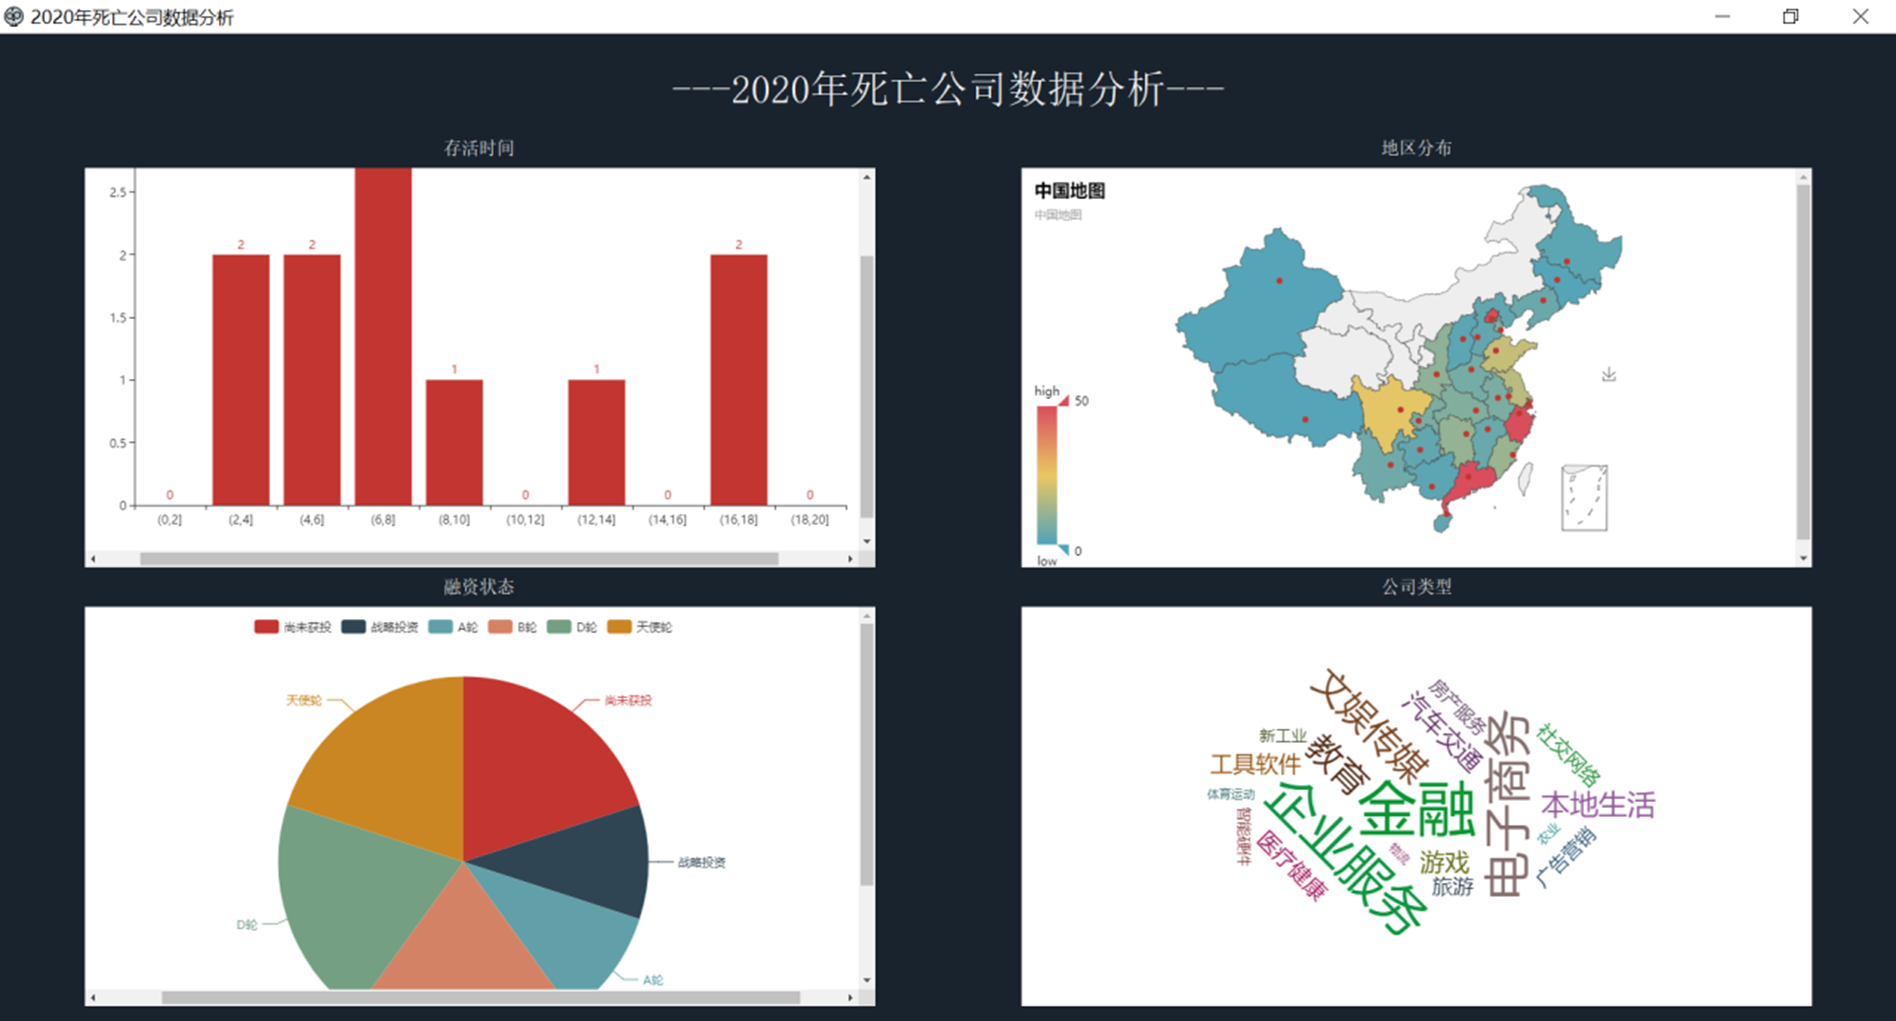 2020年死亡公司数据分析
---2020年死亡公司数据分析---
存活时间
2.5
2
1.5
1
0.5
0
0
2
2
1
0
1
0
2
0
(0,2]
(2,4]
(4,6]
(6,8]
(8,10]
(10,12]
(12,14]
(14,16]
(16,18]
(18,20]
地区分布
中国地图
中国地图
high
50
0
low
融资状态
尚未获投 战略投资 A轮 B轮 D轮 天使轮
天使轮
尚未获投
战略投资
D轮
A轮
公司类型
文娱传媒
房产服务
汽车交通
电子商务
社交网络
新工业
工具软件
教育
体育运动
智能硬件
企业服务
金融
本地生活
医疗健康
物流
游戏
旅游
农业
广告营销